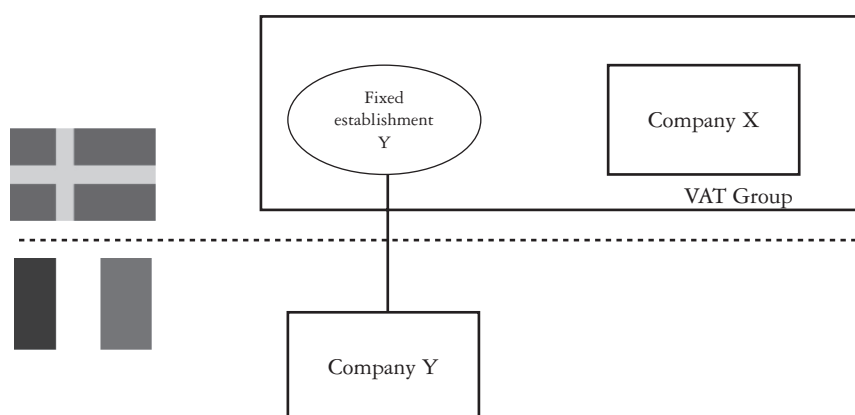 Fixed
establishment
Y
Company X
VAT Group
Company Y